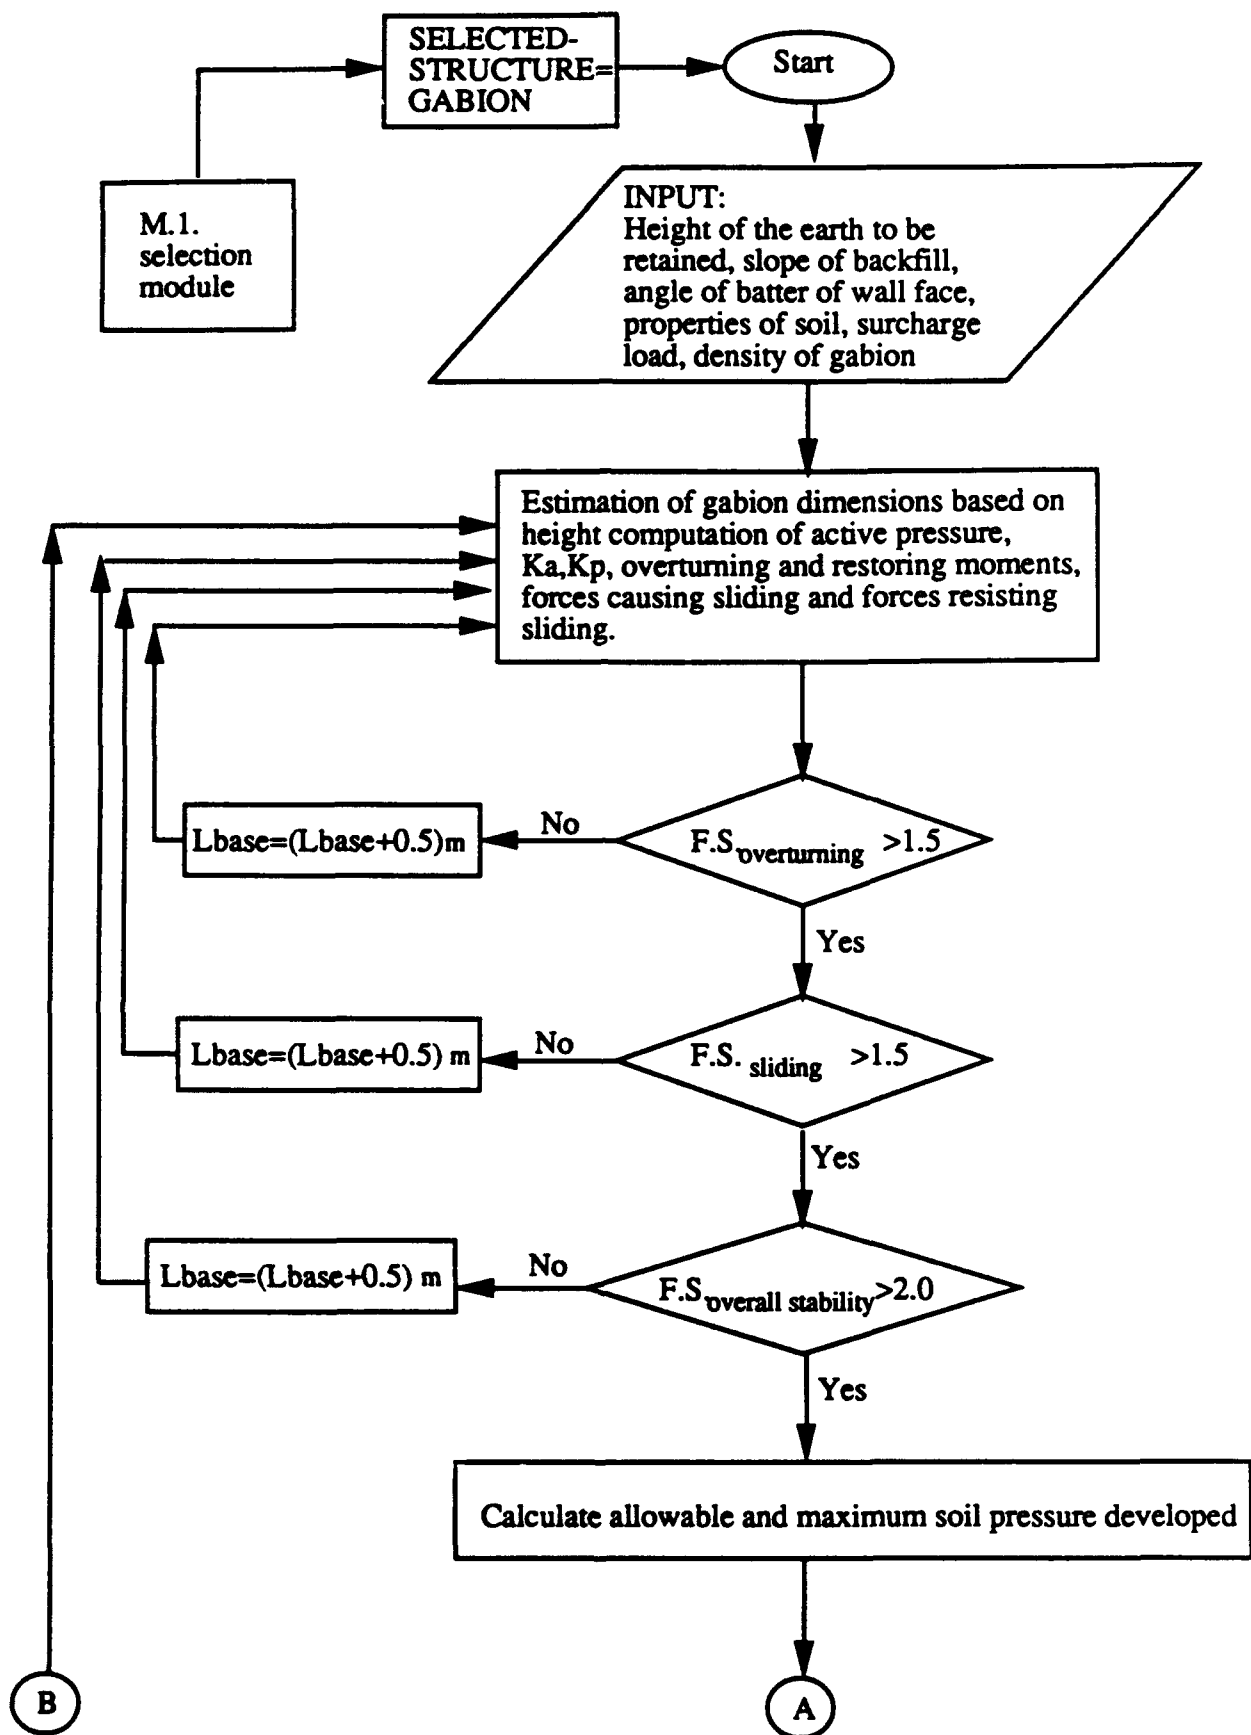 SELECTED-
STRUCTURE=
GABION
Start
M.1.
selection
module
INPUT:
Height of the earth to be
retained, slope of backfill,
angle of batter of wall face,
properties of soil, surcharge
load, density of gabion
Estimation of gabion dimensions based on
height computation of active pressure,
Ka,Kp, overturning and restoring moments,
forces causing sliding and forces resisting
sliding.
Lbase=(Lbase+0.5)m
No
F.S overturning >1.5
Yes
Lbase=(Lbase+0.5) m
No
F.S. sliding >1.5
Yes
Lbase=(Lbase+0.5) m
No
F.S overall stability >2.0
Yes
Calculate allowable and maximum soil pressure developed
B
A